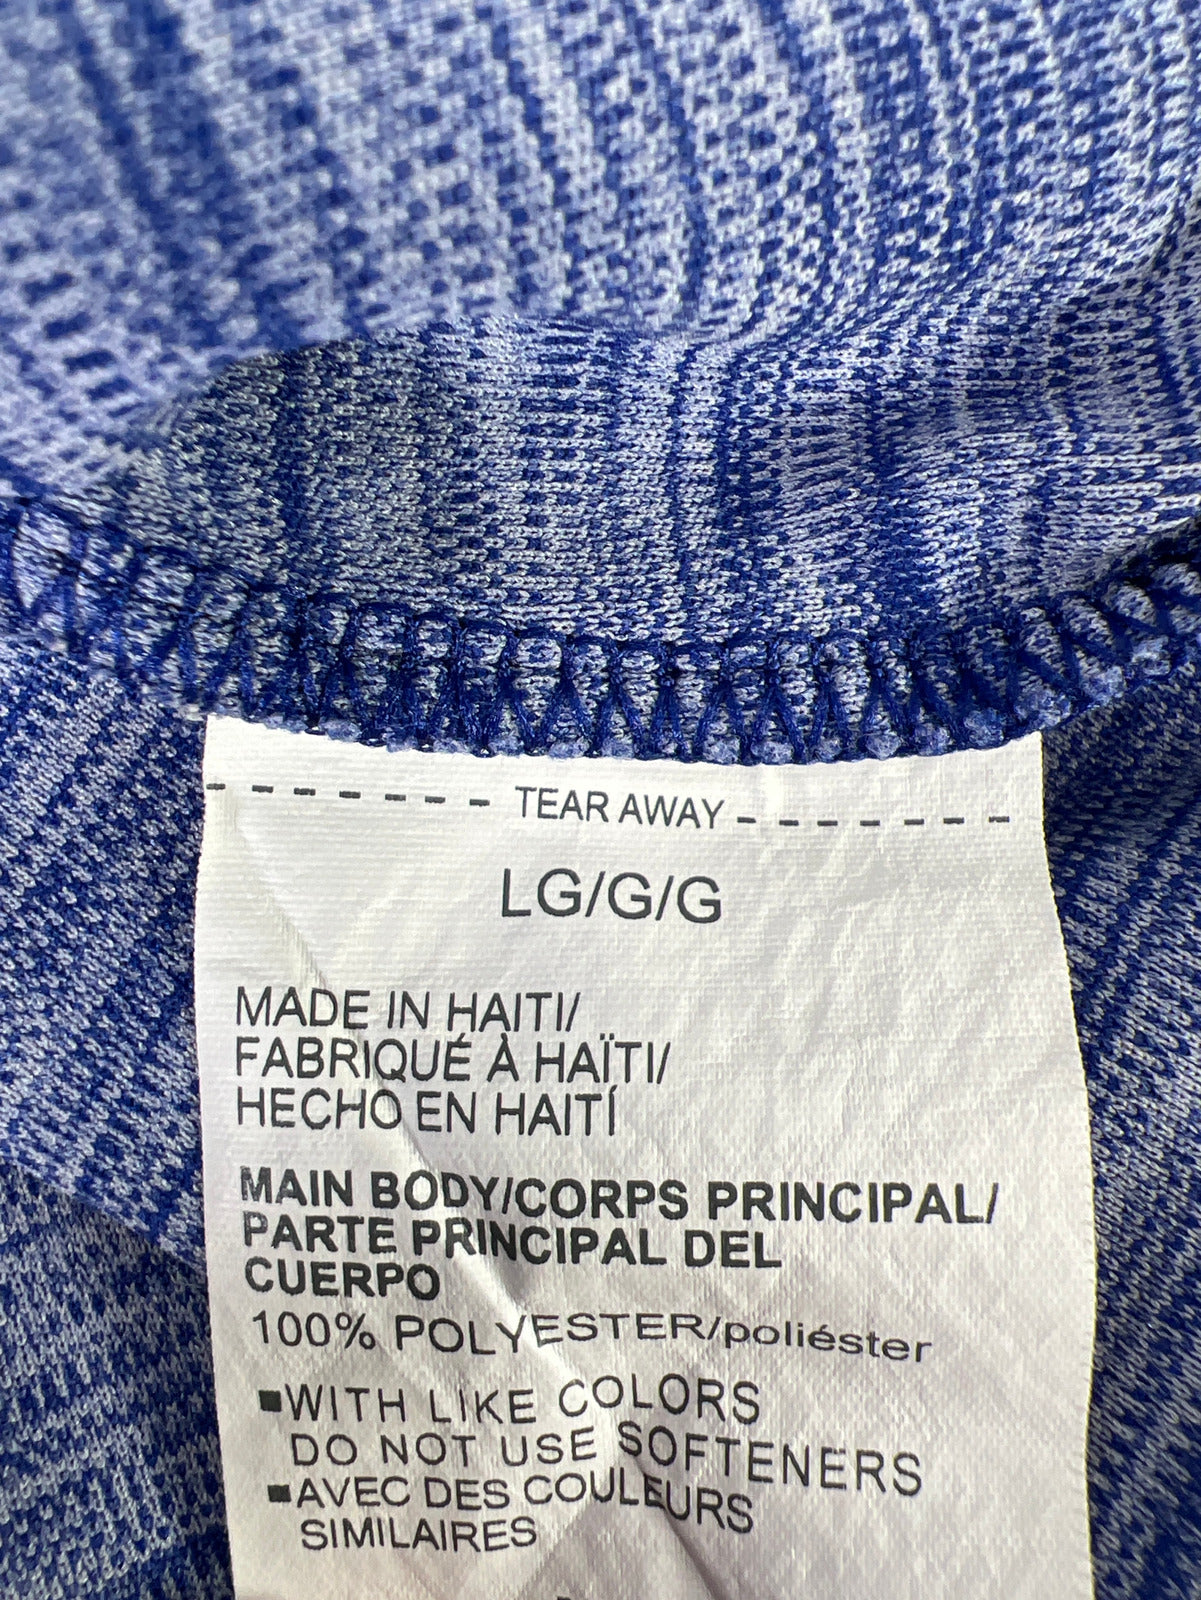 TEAR AWAY
LG/G/G
MADE IN HAITI/
FABRIQUÉ À HAÏTI/
HECHO EN HAITÍ
MAIN BODY/CORPS PRINCIPAL/
PARTE PRINCIPAL DEL
CUERPO
100% POLYESTER/poliéster
▪WITH LIKE COLORS
DO NOT USE SOFTENERS
▪AVEC DES COULEURS
SIMILAIRES